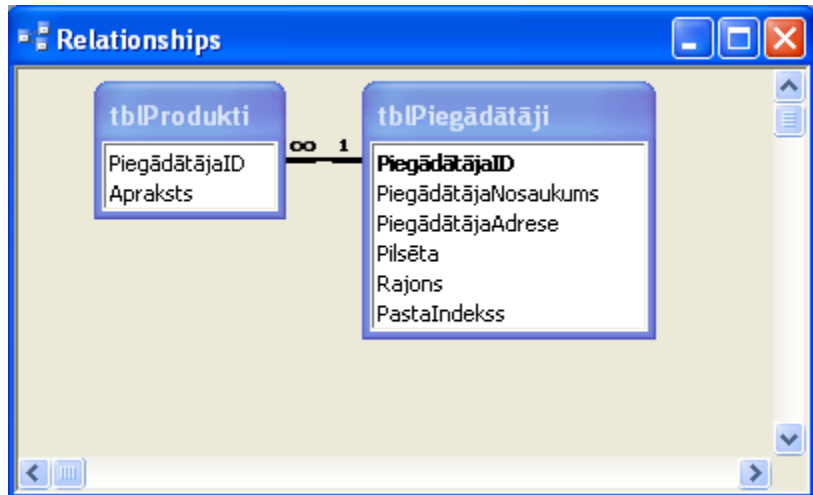 Relationships
tblProdukti
PiegādātājaID
Apraksts
∞ 1
tblPiegādātāji
PiegādātājaID
PiegādātājaNosaukums
PiegādātājaAdrese
Pilsēta
Rajons
PastaIndekss